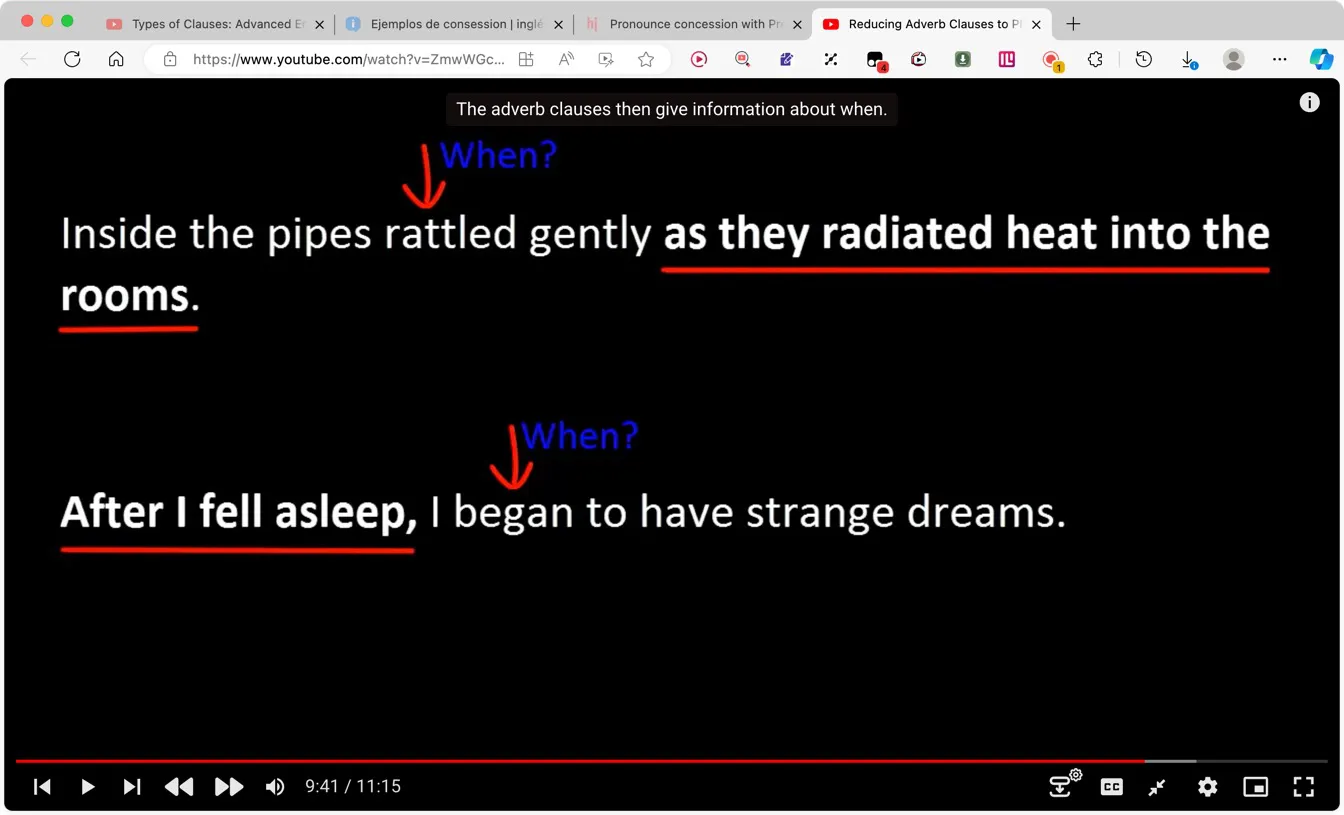 Types of Clauses: Advanced En
Ejemplos de consession | inglé
Pronounce concession with Pre
Reducing Adverb Clauses to Pl
https://www.youtube.com/watch?v=ZmwWGc...
4
1
The adverb clauses then give information about when.
When?
Inside the pipes rattled gently as they radiated heat into the
rooms.
When?
After I fell asleep, I began to have strange dreams.
9:41 / 11:15
CC